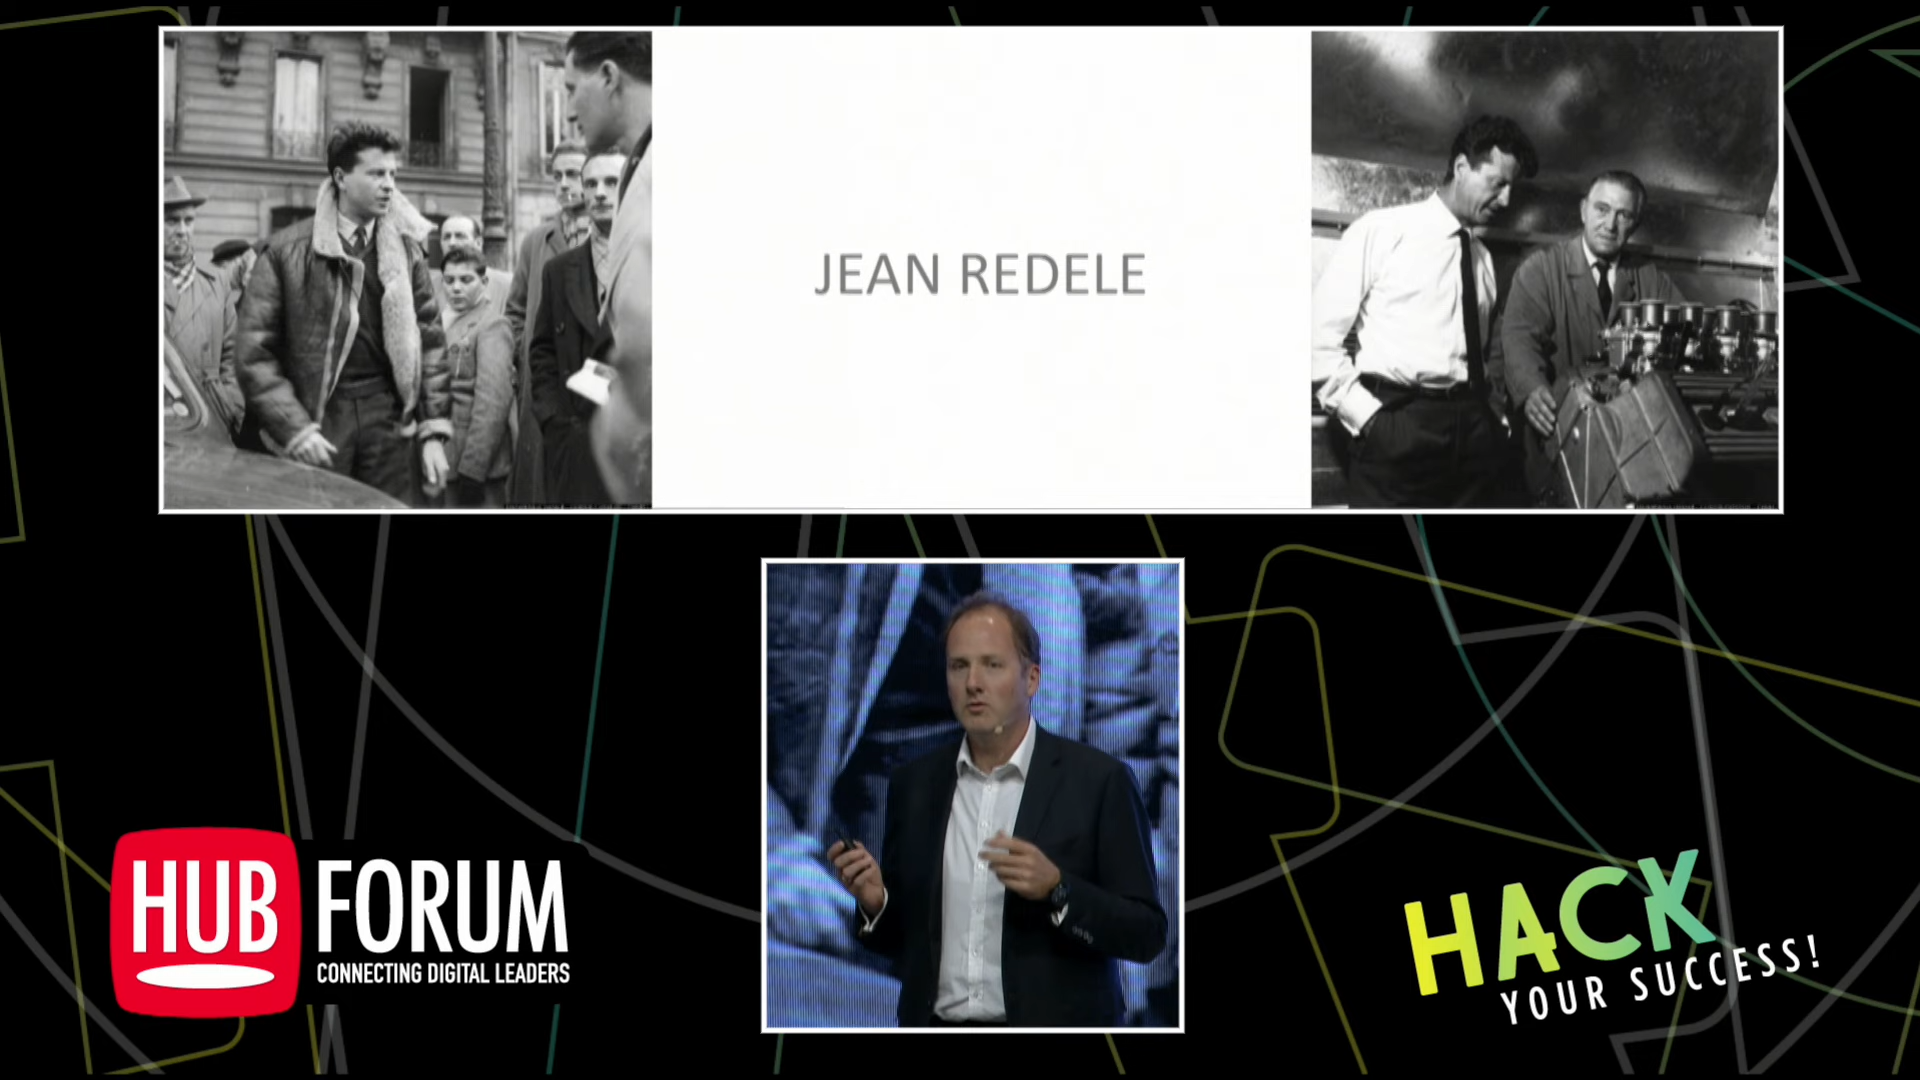 JEAN REDELE
HUB FORUM
CONNECTING DIGITAL LEADERS
HACK
YOUR SUCCESS!